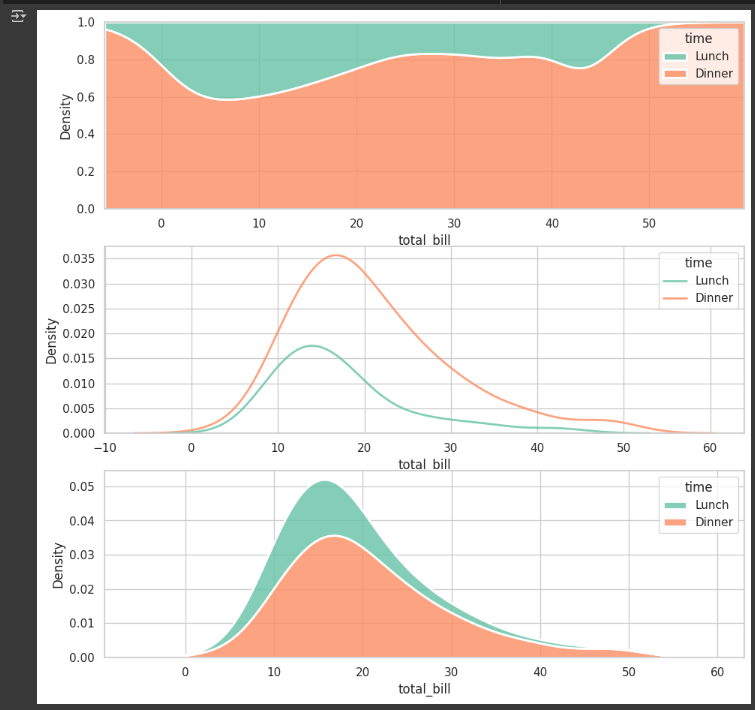 1.0
time
Lunch
Dinner
0.8
0.6
0.4
0.2
0.0
Density
0 10 20 30 40 50
total_bill
0.035
time
Lunch
Dinner
0.030
0.025
0.020
0.015
0.010
0.005
0.000
Density
−10 0 10 20 30 40 50 60
total_bill
time
Lunch
Dinner
0.05
0.04
0.03
0.02
0.01
0.00
Density
0 10 20 30 40 50 60
total_bill